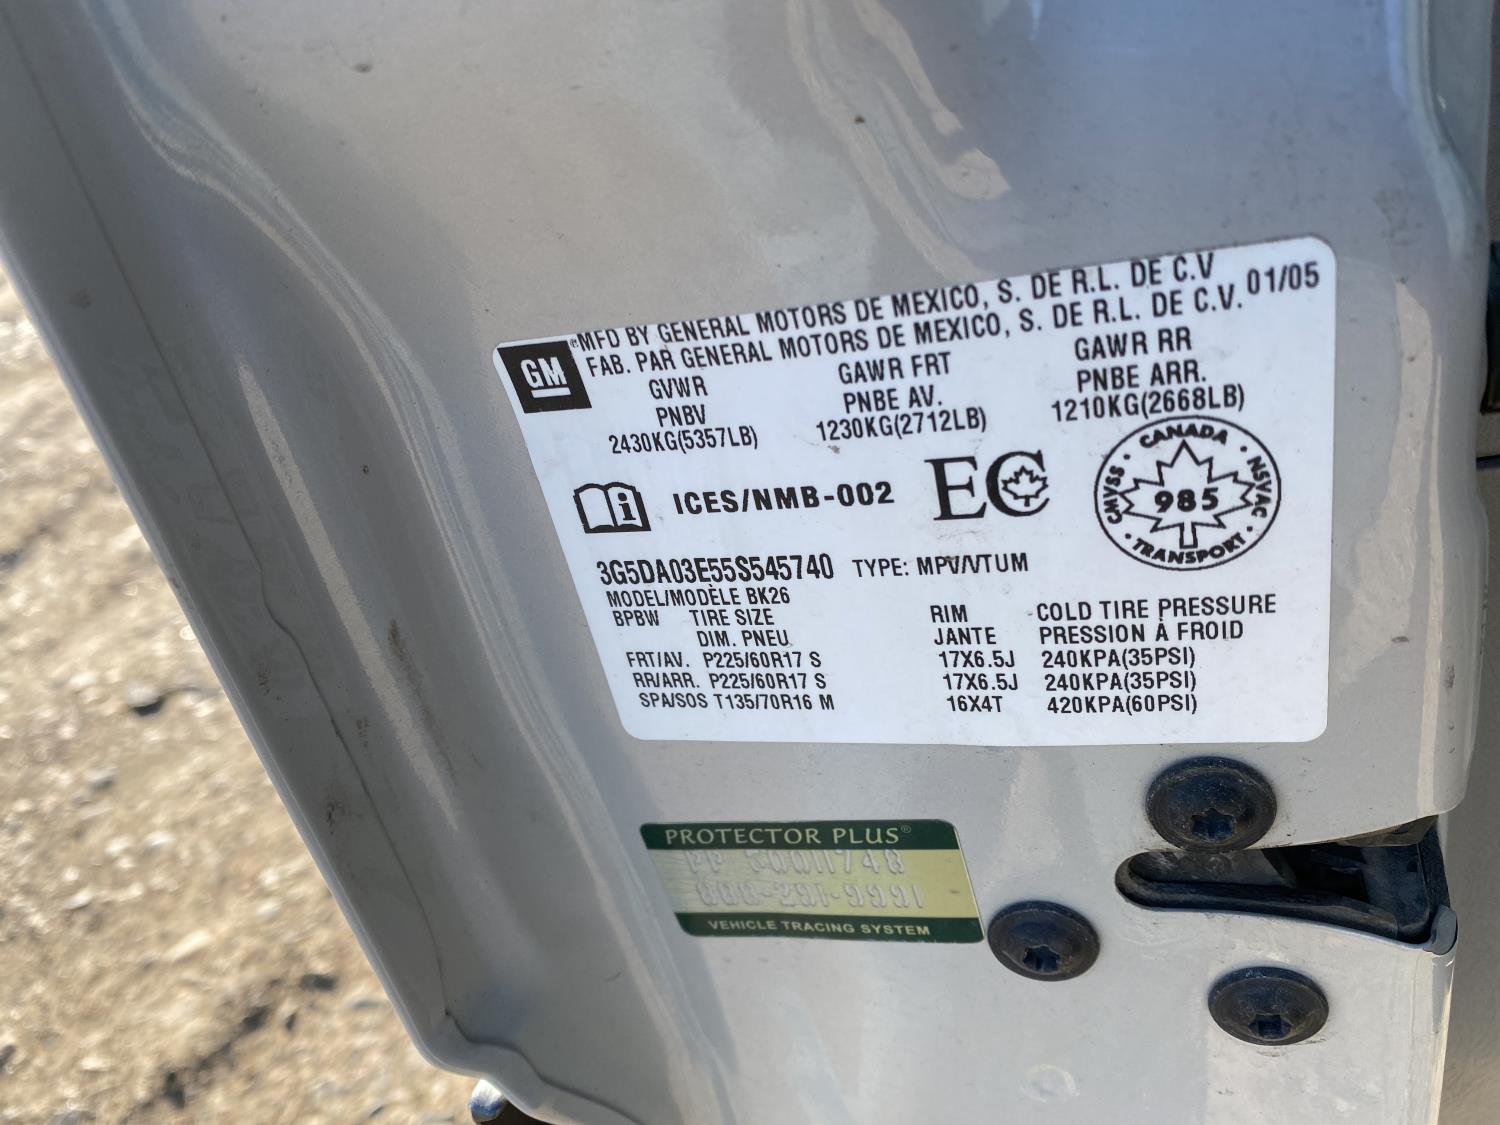 GM
®MFD BY GENERAL MOTORS DE MEXICO, S. DE R.L. DE C.V
FAB. PAR GENERAL MOTORS DE MEXICO, S. DE R.L. DE C.V. 01/05
GVWR GAWR FRT GAWR RR
PNBV PNBE AV. PNBE ARR.
2430KG(5357LB) 1230KG(2712LB) 1210KG(2668LB)
i ICES/NMB-002 EC
CANADA
CMVSS · 985 · NSVAC
· TRANSPORT ·
3G5DA03E55S545740 TYPE: MPV/VTUM
MODEL/MODÈLE BK26
BPBW TIRE SIZE RIM COLD TIRE PRESSURE
DIM. PNEU JANTE PRESSION À FROID
FRT/AV. P225/60R17 S 17X6.5J 240KPA(35PSI)
RR/ARR. P225/60R17 S 17X6.5J 240KPA(35PSI)
SPA/SOS T135/70R16 M 16X4T 420KPA(60PSI)
PROTECTOR PLUS®
PP
VEHICLE TRACING SYSTEM